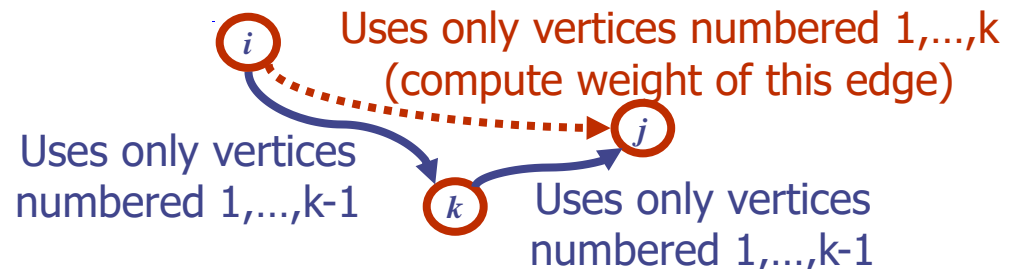 i
Uses only vertices numbered 1,...,k
(compute weight of this edge)
j
Uses only vertices
numbered 1,...,k-1
k
Uses only vertices
numbered 1,...,k-1